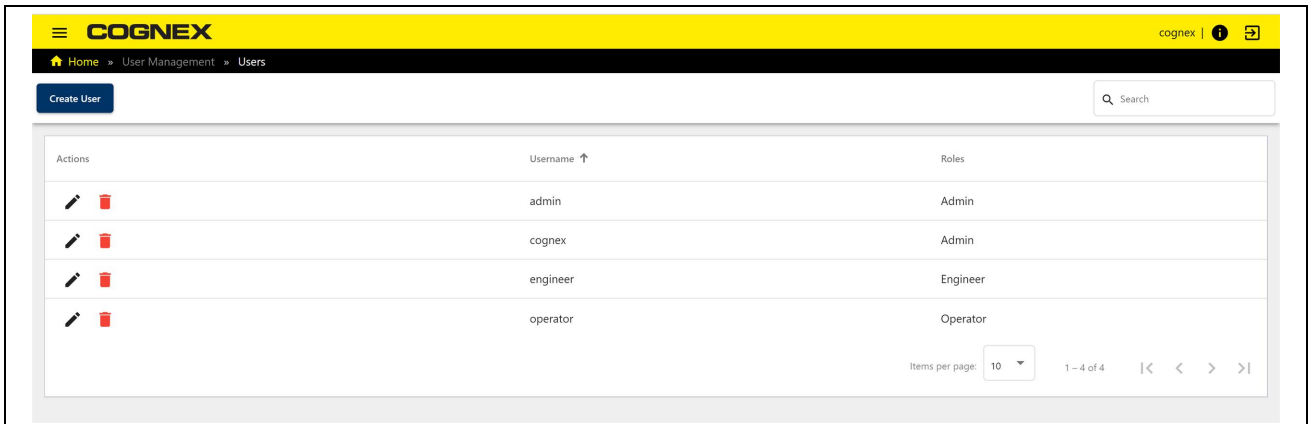 COGNEX cognex |
Home » User Management » Users
Create User Search
Actions Username Roles
admin Admin
cognex Admin
engineer Engineer
operator Operator
Items per page: 10 1 – 4 of 4